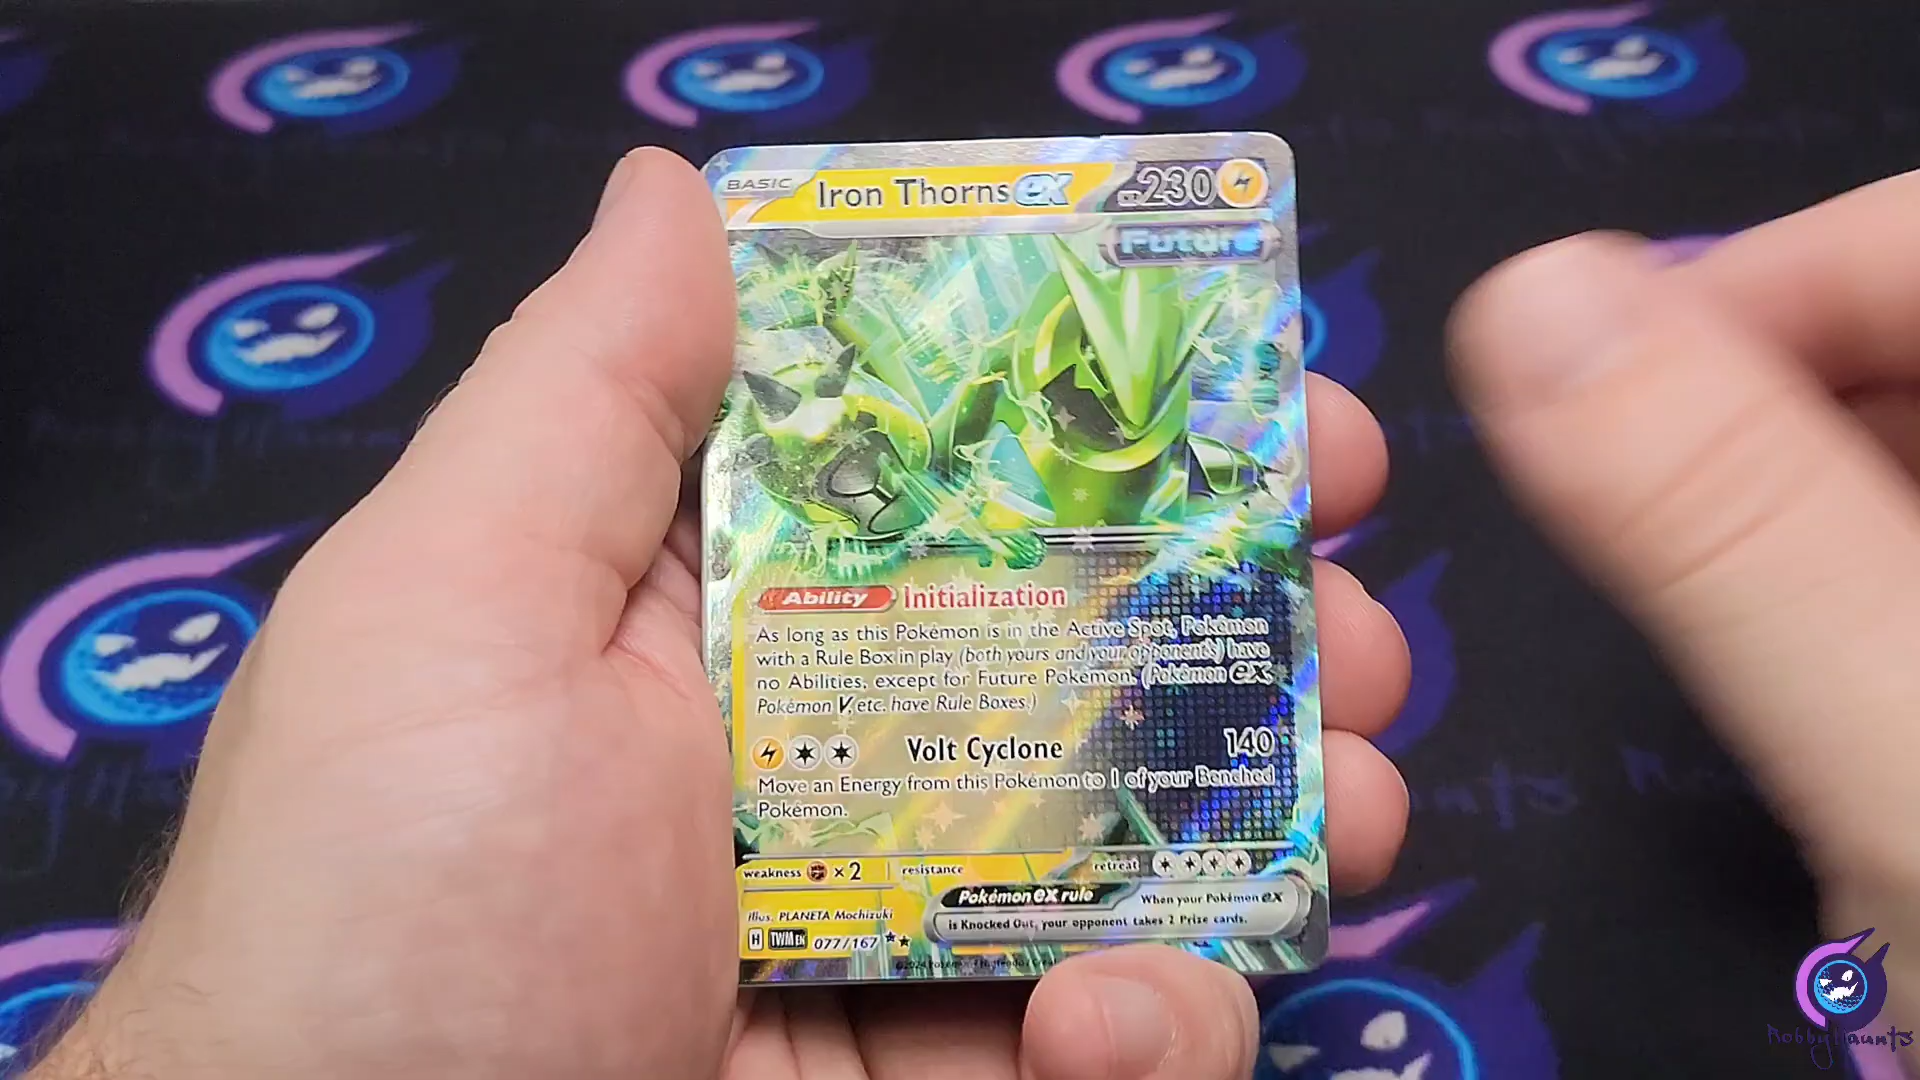 BASIC Iron Thorns ex HP 230
Future
Ability Initialization
As long as this Pokémon is in the Active Spot, Pokémon
with a Rule Box in play (both yours and your opponent's) have
no Abilities, except for Future Pokémon. (Pokémon ex,
Pokémon V, etc. have Rule Boxes.)
Volt Cyclone 140
Move an Energy from this Pokémon to 1 of your Benched
Pokémon.
weakness ×2 resistance retreat
Pokémon ex rule When your Pokémon ex
is Knocked Out, your opponent takes 2 Prize cards.
Illus. PLANETA Mochizuki
H TWM EN 077/167
RobbyHaunts